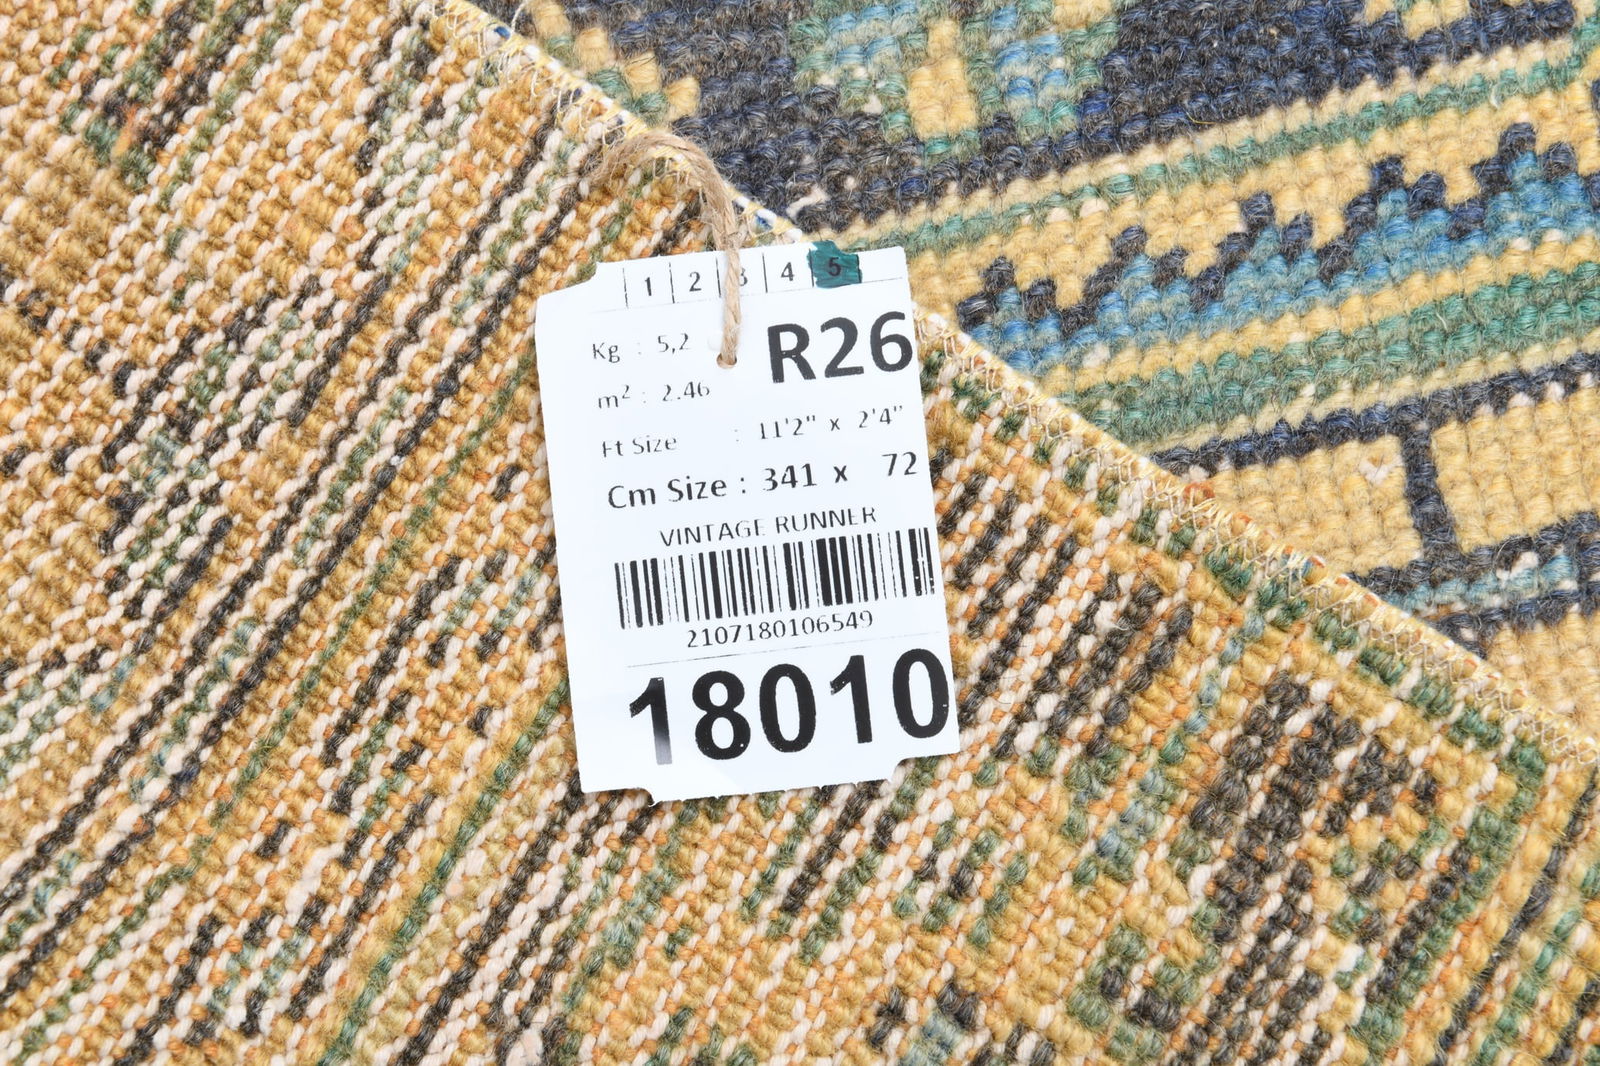 1 2 3 4 5
R26
Kg : 5,2
m² : 2.46
Ft Size : 11'2" x 2'4"
Cm Size : 341 x 72
VINTAGE RUNNER
2107180106549
18010